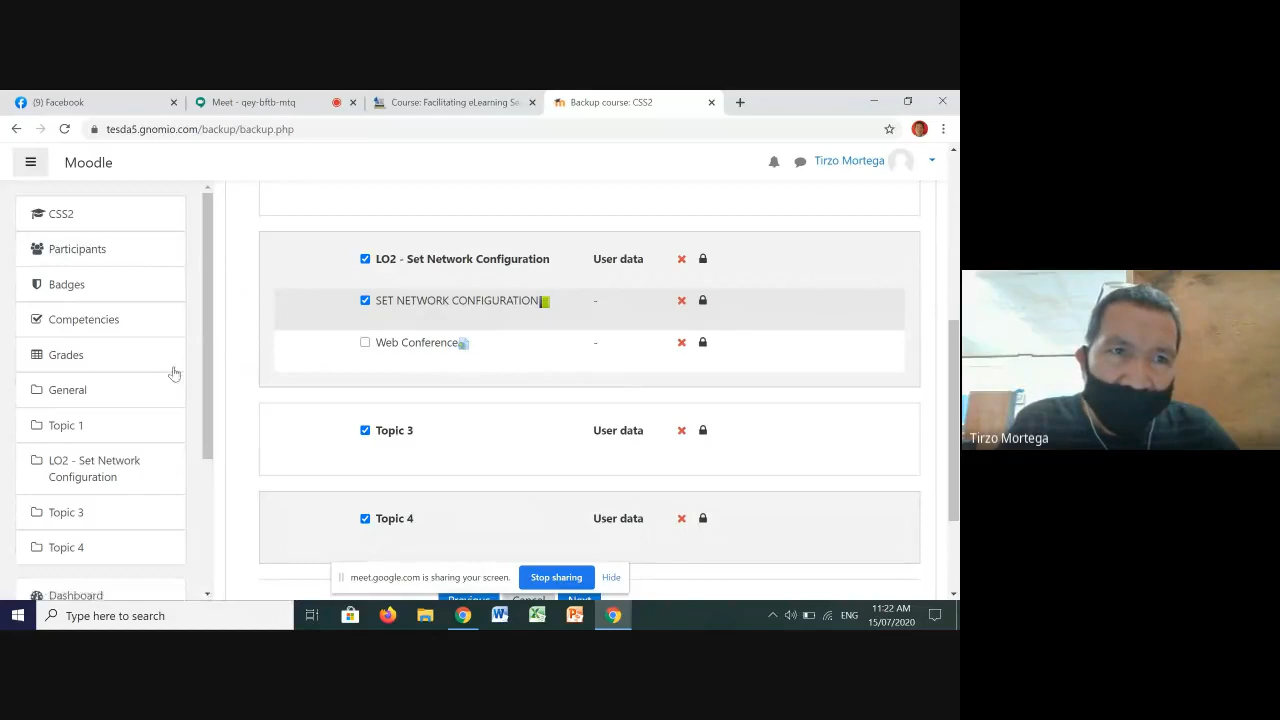 (9) Facebook
Meet - qey-bftb-mtq
Course: Facilitating eLearning Se
Backup course: CSS2
tesda5.gnomio.com/backup/backup.php
Moodle
Tirzo Mortega
CSS2
Participants
Badges
Competencies
Grades
General
Topic 1
LO2 - Set Network
Configuration
Topic 3
Topic 4
Dashboard
LO2 - Set Network Configuration
User data
SET NETWORK CONFIGURATION
-
Web Conference
-
Topic 3
User data
Topic 4
User data
Previous
Cancel
Next
meet.google.com is sharing your screen.
Stop sharing
Hide
Type here to search
ENG
11:22 AM
15/07/2020
Tirzo Mortega